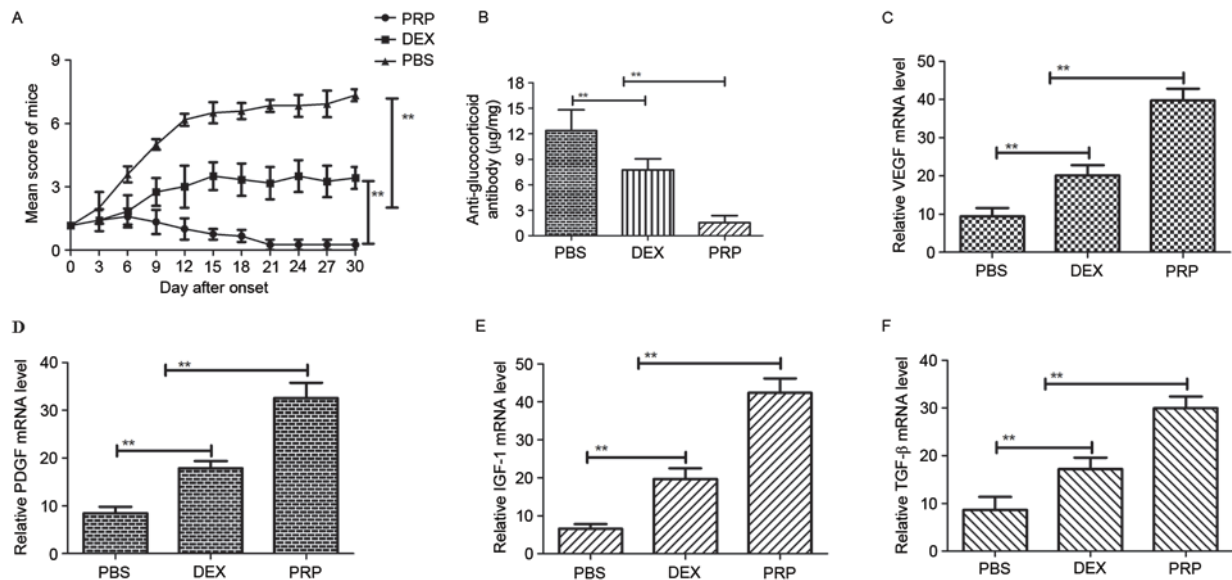 A
PRP
DEX
PBS
Mean score of mice
9
6
3
0
**
**
0 3 6 9 12 15 18 21 24 27 30
Day after onset
B
Anti-glucocorticoid
antibody (μg/mg)
18
15
12
9
6
3
0
**
**
PBS DEX PRP
C
Relative VEGF mRNA level
50
40
30
20
10
0
**
**
PBS DEX PRP
D
Relative PDGF mRNA level
40
30
20
10
0
**
**
PBS DEX PRP
E
Relative IGF-1 mRNA level
50
40
30
20
10
0
**
**
PBS DEX PRP
F
Relative TGF-β mRNA level
40
30
20
10
0
**
**
PBS DEX PRP